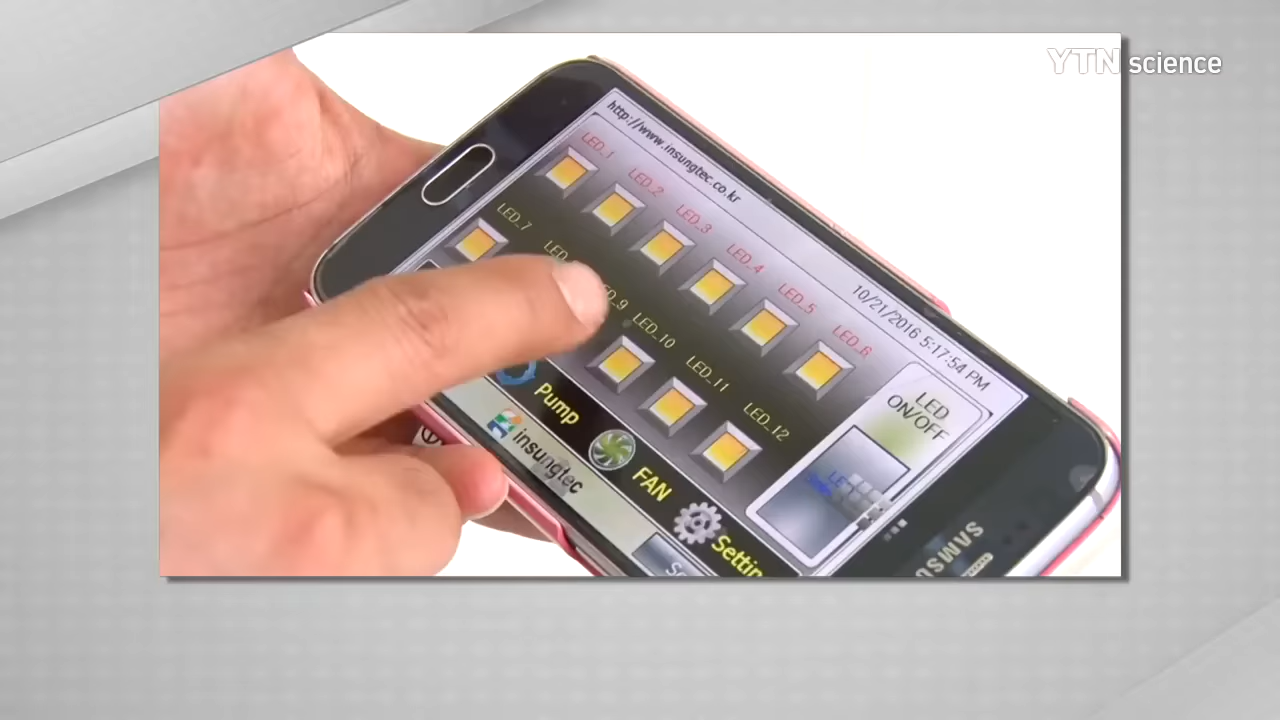 YTN science
http://www.insungtec.co.kr
10/21/2016 5:17:54 PM
LED_1
LED_2
LED_3
LED_4
LED_5
LED_6
LED_7
LED_10
LED_11
LED_12
LED
ON/OFF
Pump
FAN
insungtec
SAMSU